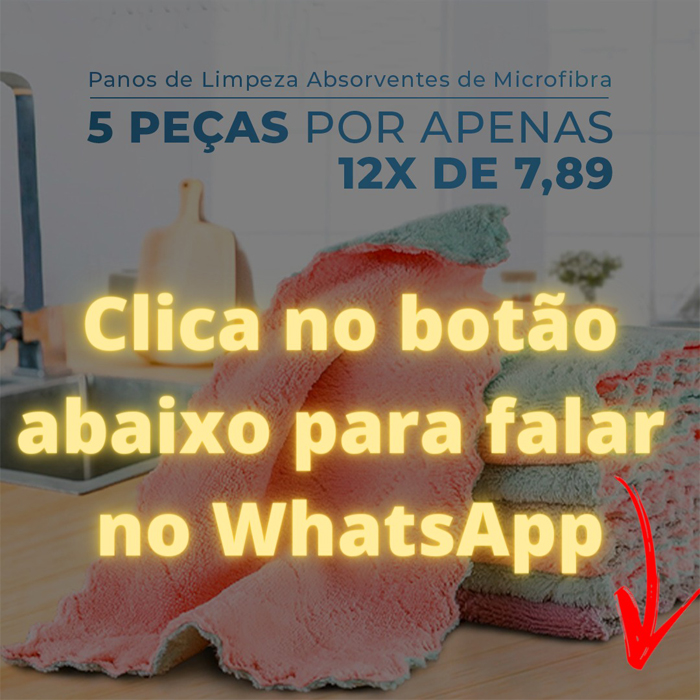 Panos de Limpeza Absorventes de Microfibra
5 PEÇAS POR APENAS
12X DE 7,89
Clica no botão
abaixo para falar
no WhatsApp